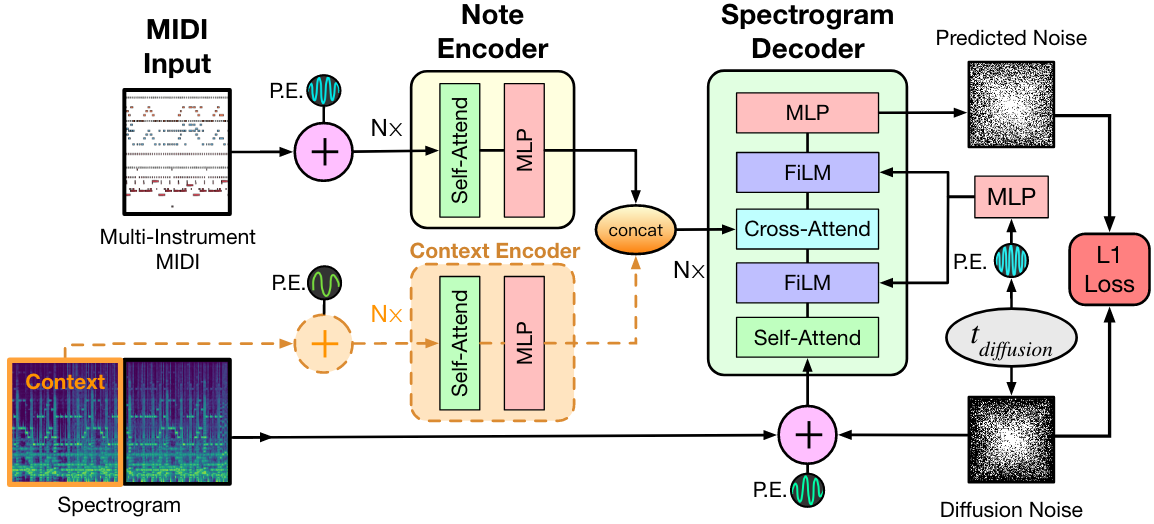 MIDI
Input
Note
Encoder
Spectrogram
Decoder
Predicted Noise
P.E.
N×
Self-Attend
MLP
MLP
FiLM
Cross-Attend
FiLM
Self-Attend
MLP
P.E.
concat
N×
L1
Loss
Multi-Instrument
MIDI
Context Encoder
P.E.
N×
Self-Attend
MLP
t diffusion
Context
Spectrogram
P.E.
Diffusion Noise